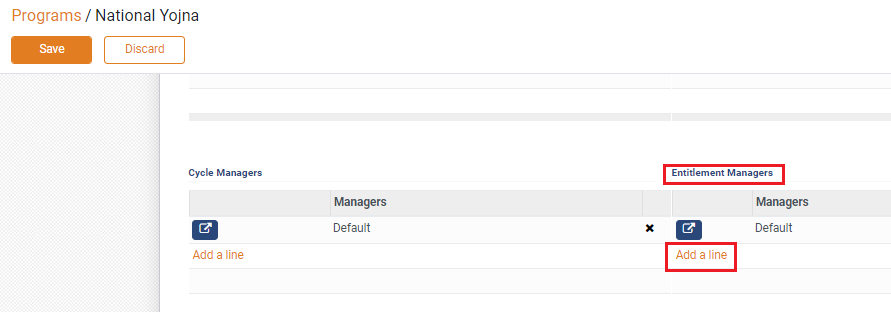 Programs / National Yojna
Save Discard
Cycle Managers Entitlement Managers
Managers Managers
Default Default
Add a line Add a line